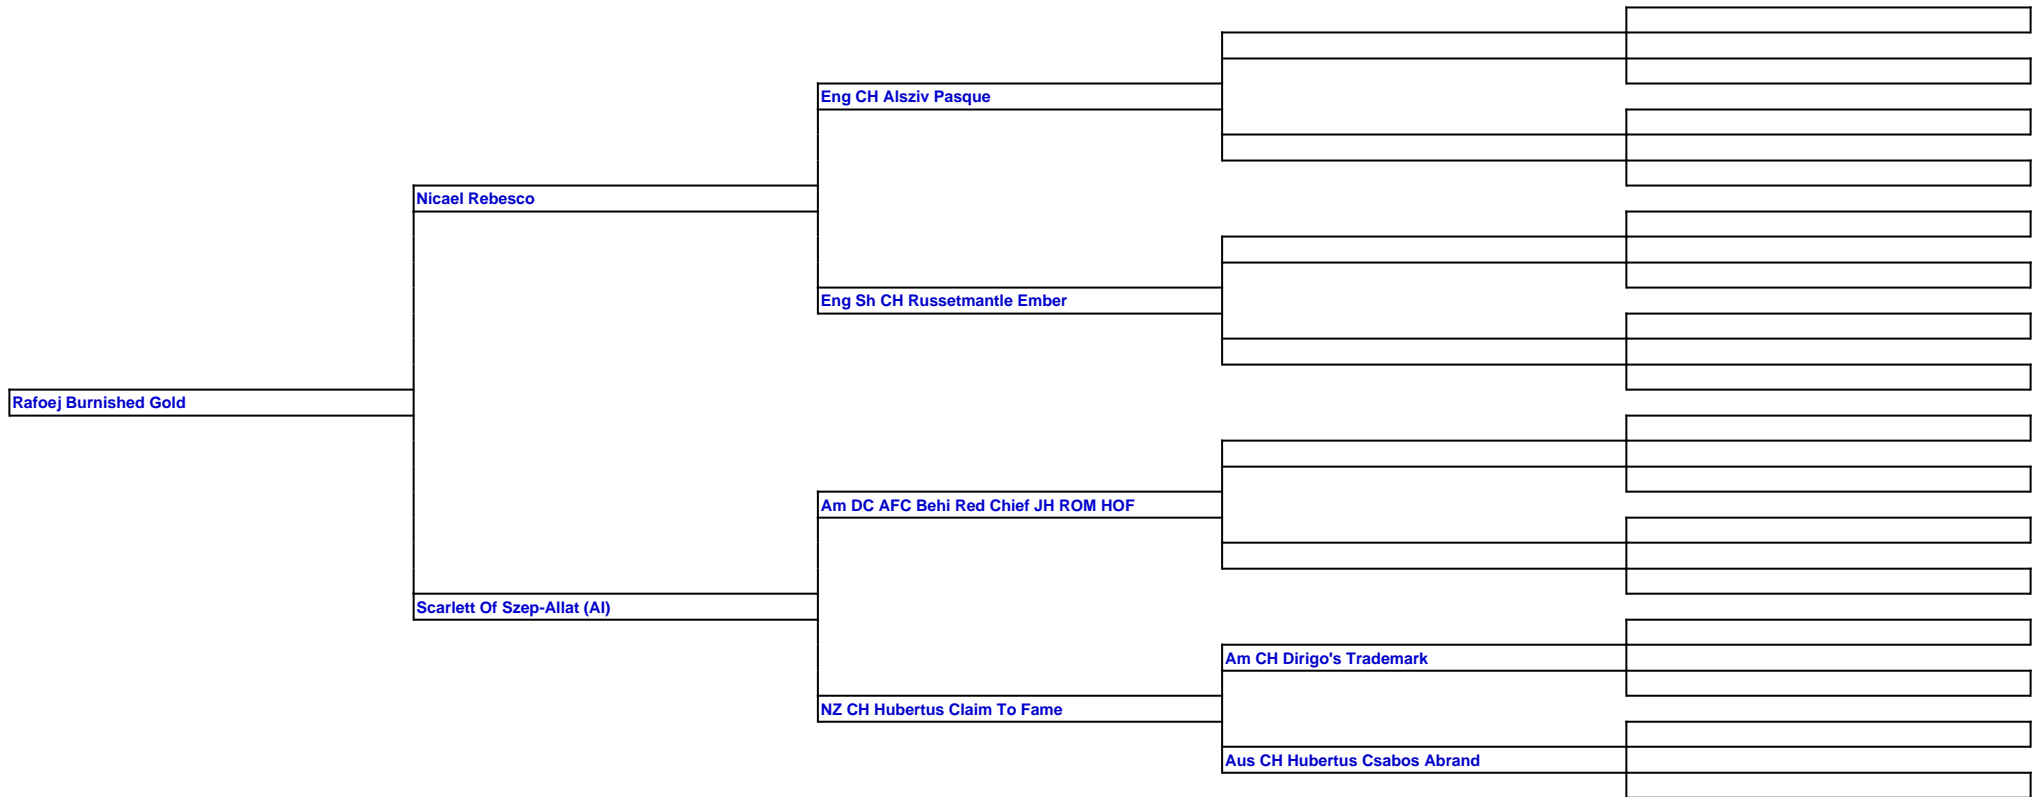 Eng CH Alsziv Pasque
Nicael Rebesco
Eng Sh CH Russetmantle Ember
Rafoej Burnished Gold
Am DC AFC Behi Red Chief JH ROM HOF
Scarlett Of Szep-Allat (AI)
Am CH Dirigo's Trademark
NZ CH Hubertus Claim To Fame
Aus CH Hubertus Csabos Abrand